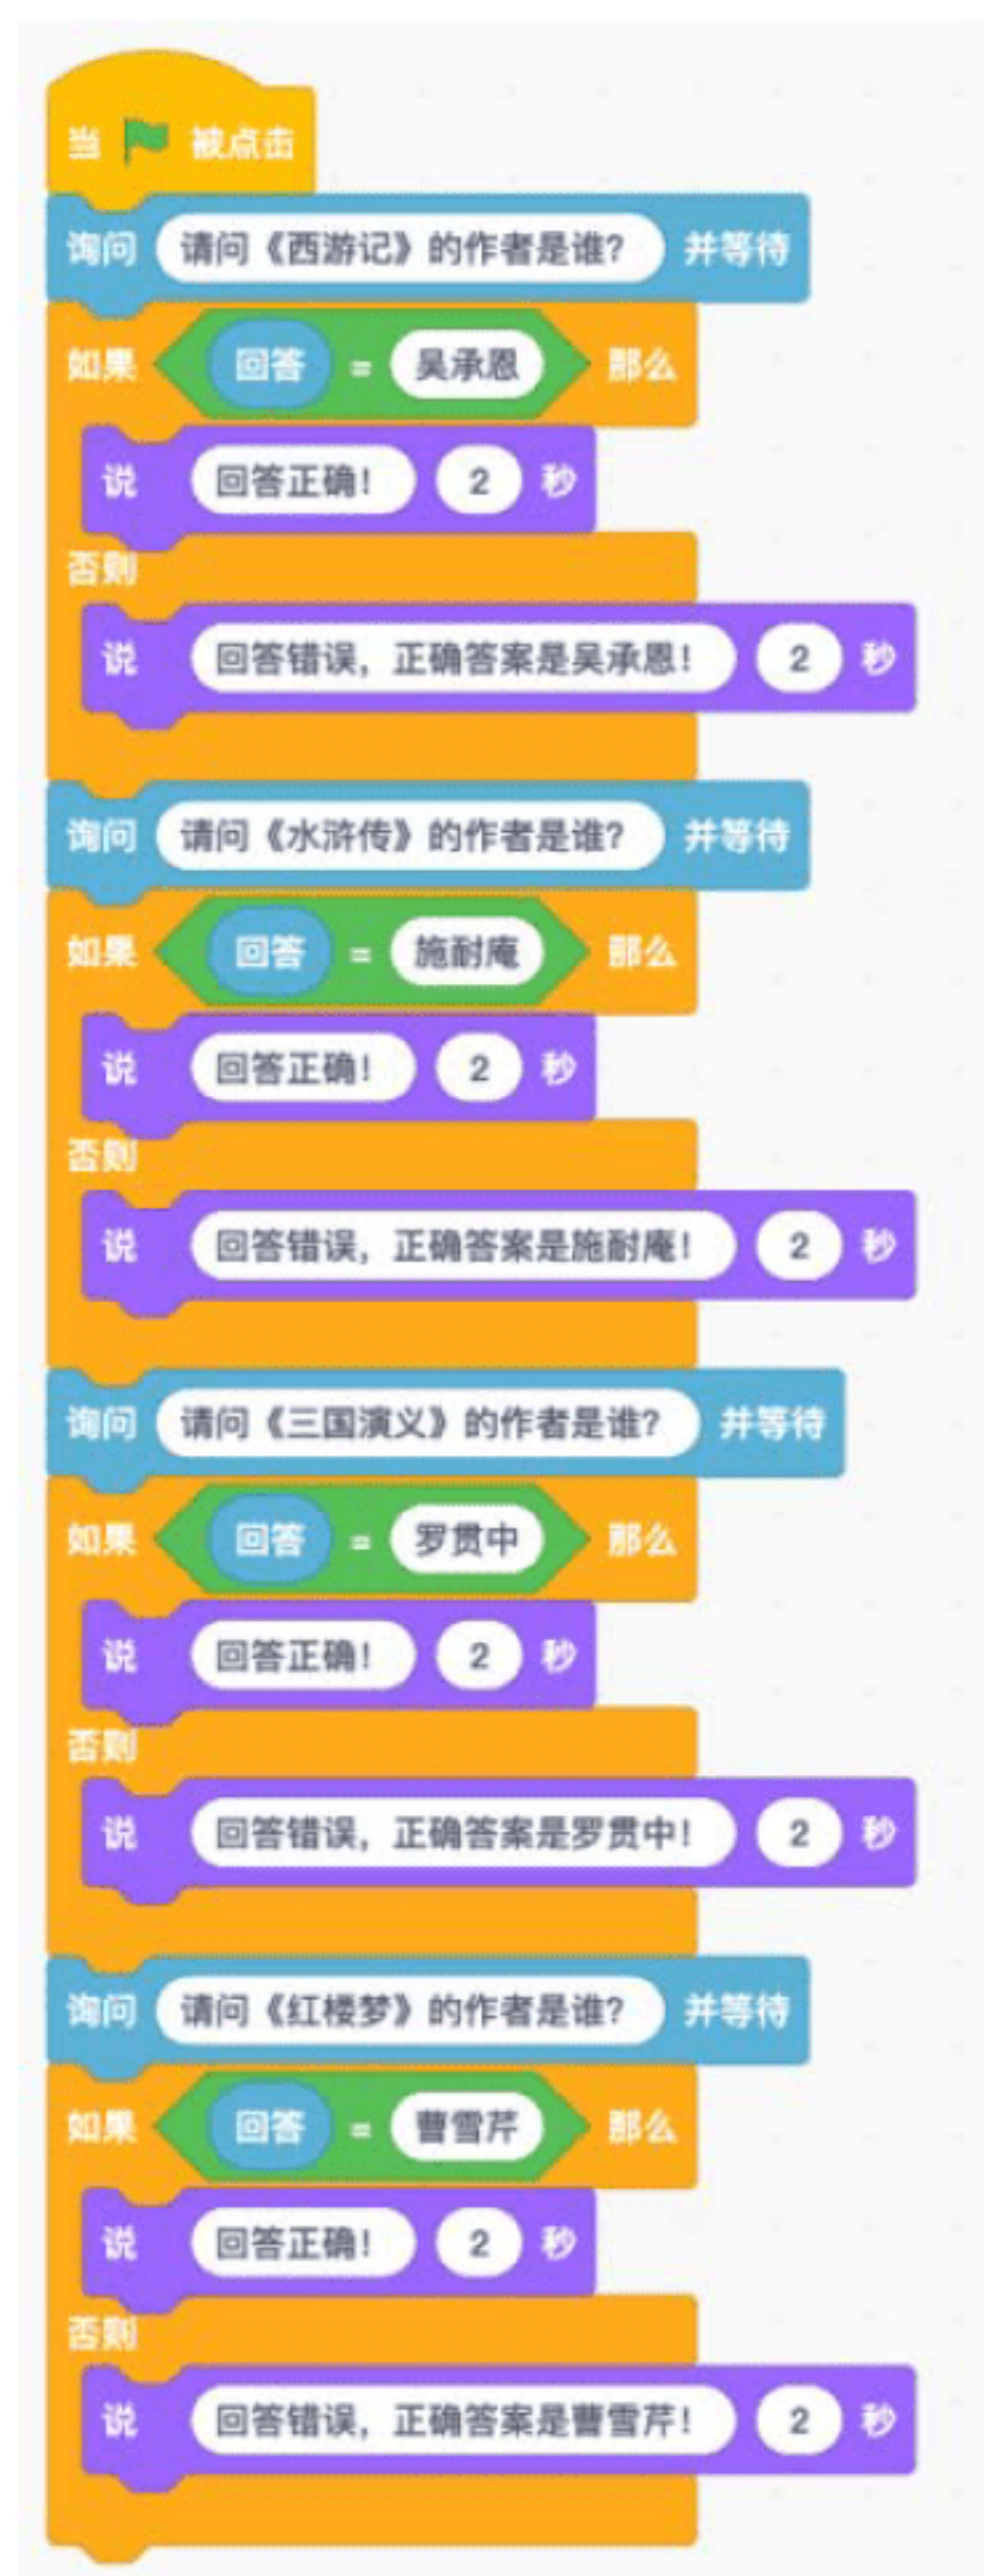 当 被点击
询问 请问《西游记》的作者是谁? 并等待
如果 回答 = 吴承恩 那么
说 回答正确! 2 秒
否则
说 回答错误，正确答案是吴承恩! 2 秒
询问 请问《水浒传》的作者是谁? 并等待
如果 回答 = 施耐庵 那么
说 回答正确! 2 秒
否则
说 回答错误，正确答案是施耐庵! 2 秒
询问 请问《三国演义》的作者是谁? 并等待
如果 回答 = 罗贯中 那么
说 回答正确! 2 秒
否则
说 回答错误，正确答案是罗贯中! 2 秒
询问 请问《红楼梦》的作者是谁? 并等待
如果 回答 = 曹雪芹 那么
说 回答正确! 2 秒
否则
说 回答错误，正确答案是曹雪芹! 2 秒